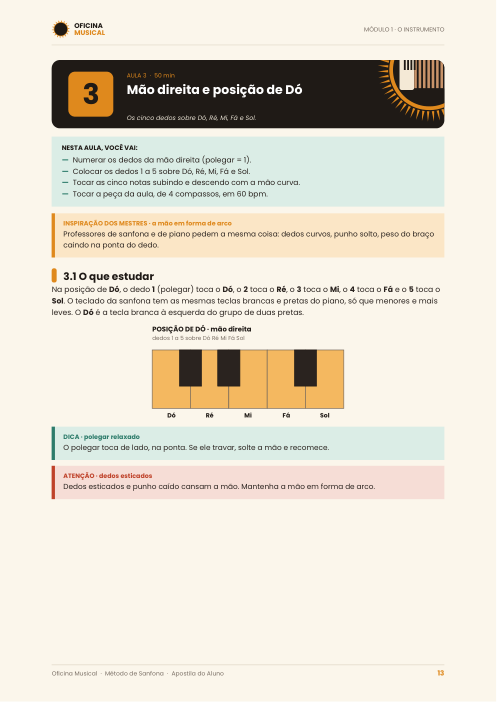 OFICINA
MUSICAL
MÓDULO 1 · O INSTRUMENTO
3
AULA 3 · 50 min
Mão direita e posição de Dó
Os cinco dedos sobre Dó, Ré, Mi, Fá e Sol.
NESTA AULA, VOCÊ VAI:
— Numerar os dedos da mão direita (polegar = 1).
— Colocar os dedos 1 a 5 sobre Dó, Ré, Mi, Fá e Sol.
— Tocar as cinco notas subindo e descendo com a mão curva.
— Tocar a peça da aula, de 4 compassos, em 60 bpm.
INSPIRAÇÃO DOS MESTRES · a mão em forma de arco
Professores de sanfona e de piano pedem a mesma coisa: dedos curvos, punho solto, peso do braço
caindo na ponta do dedo.
3.1 O que estudar
Na posição de Dó, o dedo 1 (polegar) toca o Dó, o 2 toca o Ré, o 3 toca o Mi, o 4 toca o Fá e o 5 toca o
Sol. O teclado da sanfona tem as mesmas teclas brancas e pretas do piano, só que menores e mais
leves. O Dó é a tecla branca à esquerda do grupo de duas pretas.
POSIÇÃO DE DÓ · mão direita
dedos 1 a 5 sobre Dó Ré Mi Fá Sol
Dó Ré Mi Fá Sol
DICA · polegar relaxado
O polegar toca de lado, na ponta. Se ele travar, solte a mão e recomece.
ATENÇÃO · dedos esticados
Dedos esticados e punho caído cansam a mão. Mantenha a mão em forma de arco.
Oficina Musical · Método de Sanfona · Apostila do Aluno
13